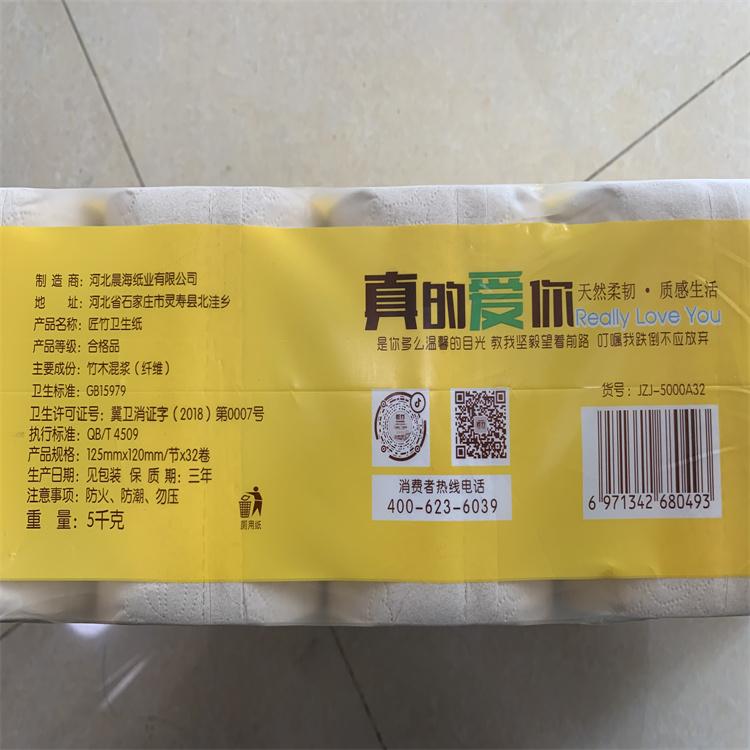 制 造 商：河北晨海纸业有限公司
地　　址：河北省石家庄市灵寿县北洼乡
产品名称：匠竹卫生纸
产品等级：合格品
主要成份：竹木混浆（纤维）
卫生标准：GB15979
卫生许可证号：冀卫消证字（2018）第0007号
执行标准：QB/T 4509
产品规格：125mmx120mm/节x32卷
生产日期：见包装 保 质 期：三年
注意事项：防火、防潮、勿压
重　量：5千克
厕用纸
真的爱你
天然柔韧·质感生活
Really Love You
是你多么温馨的目光 教我坚毅望着前路 叮嘱我跌倒不应放弃
货号：JZJ-5000A32
消费者热线电话
400-623-6039
6 971342 680493